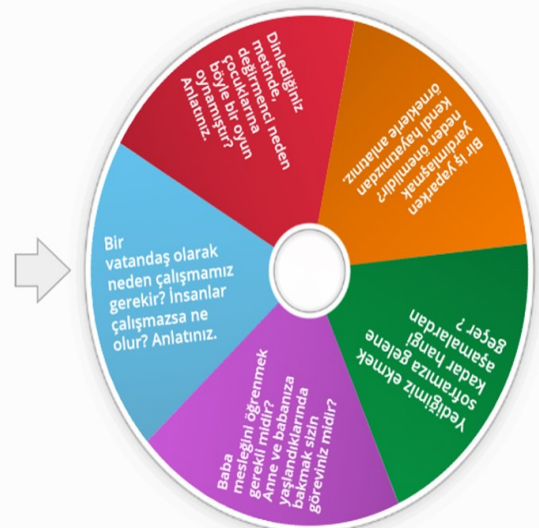 Dinlediğiniz
metinde,
değirmenci neden
çocuklarına
böyle bir oyun
oynamıştır?
Anlatınız.
Bir iş yaparken
yardımlaşmak
neden önemlidir?
Kendi hayatınızdan
örneklerle anlatınız.
Yediğimiz ekmek
soframıza gelene
kadar hangi
aşamalardan
geçer ?
Baba
mesleğini öğrenmek
gerekli midir?
Anne ve babanıza
yaşlandıklarında
bakmak sizin
göreviniz midir?
Bir
vatandaş olarak
neden çalışmamız
gerekir? İnsanlar
çalışmazsa ne
olur? Anlatınız.